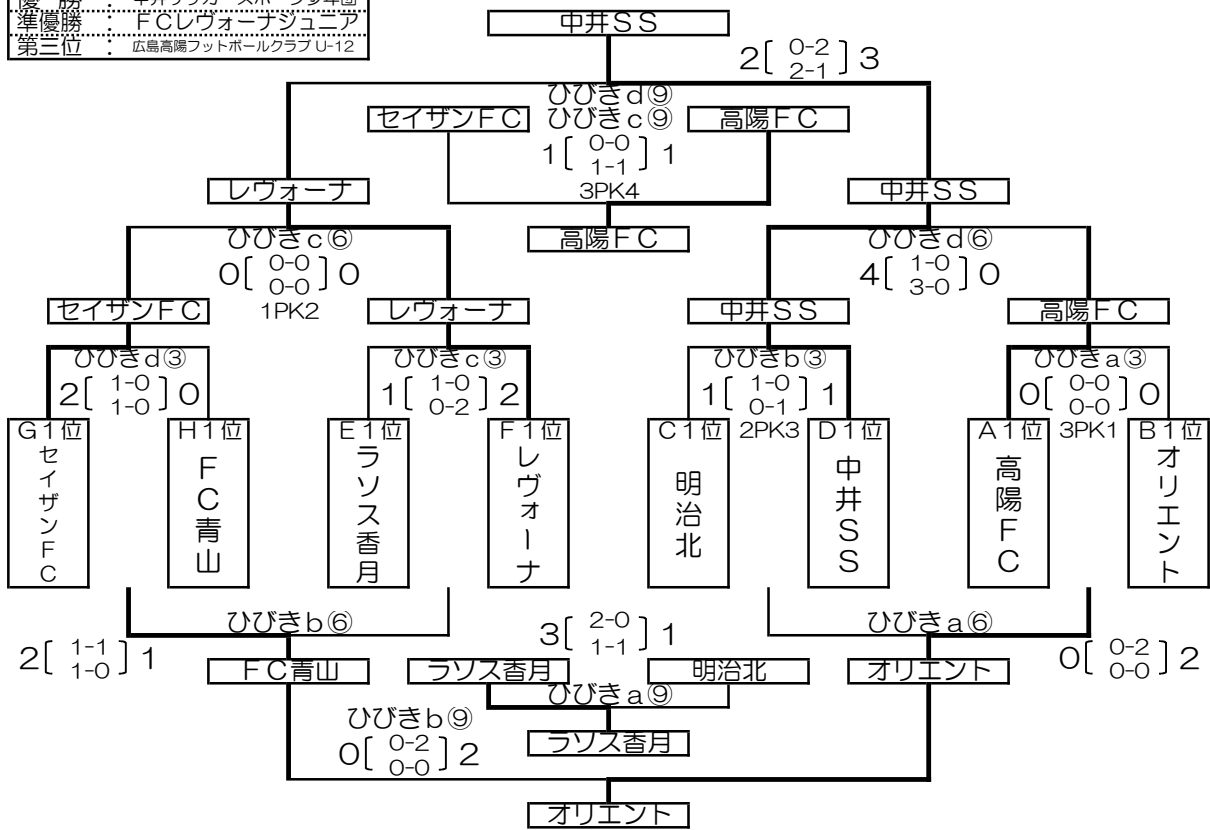 優勝：中井サッカースポーツ少年団
準優勝：ＦＣレヴォーナジュニア
第三位：広島高陽フットボールクラブ U-12
中井ＳＳ
2[ 0-2 ] 3
2-1
ひびきｄ⑨
セイザンＦＣ ひびきｃ⑨ 高陽ＦＣ
1[ 0-0 ] 1
1-1
3PK4
レヴォーナ 中井ＳＳ
高陽ＦＣ
ひびきｃ⑥ ひびきｄ⑥
0[ 0-0 ] 0 4[ 1-0 ] 0
0-0 3-0
1PK2
セイザンＦＣ レヴォーナ 中井ＳＳ 高陽ＦＣ
ひびきｄ③ ひびきｃ③ ひびきｂ③ ひびきａ③
2[ 1-0 ] 0 1[ 1-0 ] 2 1[ 1-0 ] 1 0[ 0-0 ] 0
1-0 0-2 0-1 0-0
Ｇ1位 Ｈ1位 Ｅ1位 Ｆ1位 Ｃ1位 2PK3 Ｄ1位 Ａ1位 3PK1 Ｂ1位
セイザンＦＣ
ＦＣ青山
ラソス香月
レヴォーナ
明治北
中井ＳＳ
高陽ＦＣ
オリエント
ひびきｂ⑥ ひびきａ⑥
2[ 1-1 ] 1 3[ 2-0 ] 1 0[ 0-2 ] 2
1-0 1-1 0-0
ＦＣ青山 ラソス香月 明治北 オリエント
ひびきａ⑨
ひびきｂ⑨
0[ 0-2 ] 2
0-0
ラソス香月
オリエント